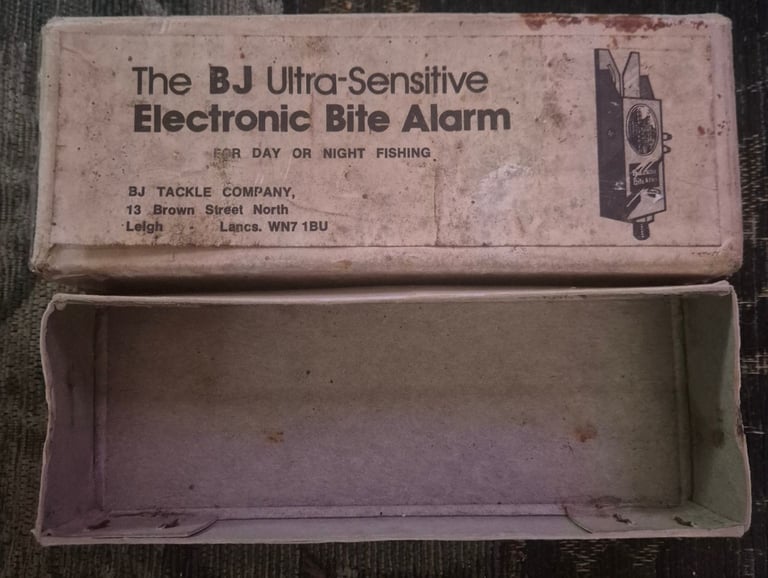 The BJ Ultra-Sensitive
Electronic Bite Alarm
FOR DAY OR NIGHT FISHING
BJ TACKLE COMPANY,
13 Brown Street North
Leigh Lancs. WN7 1BU